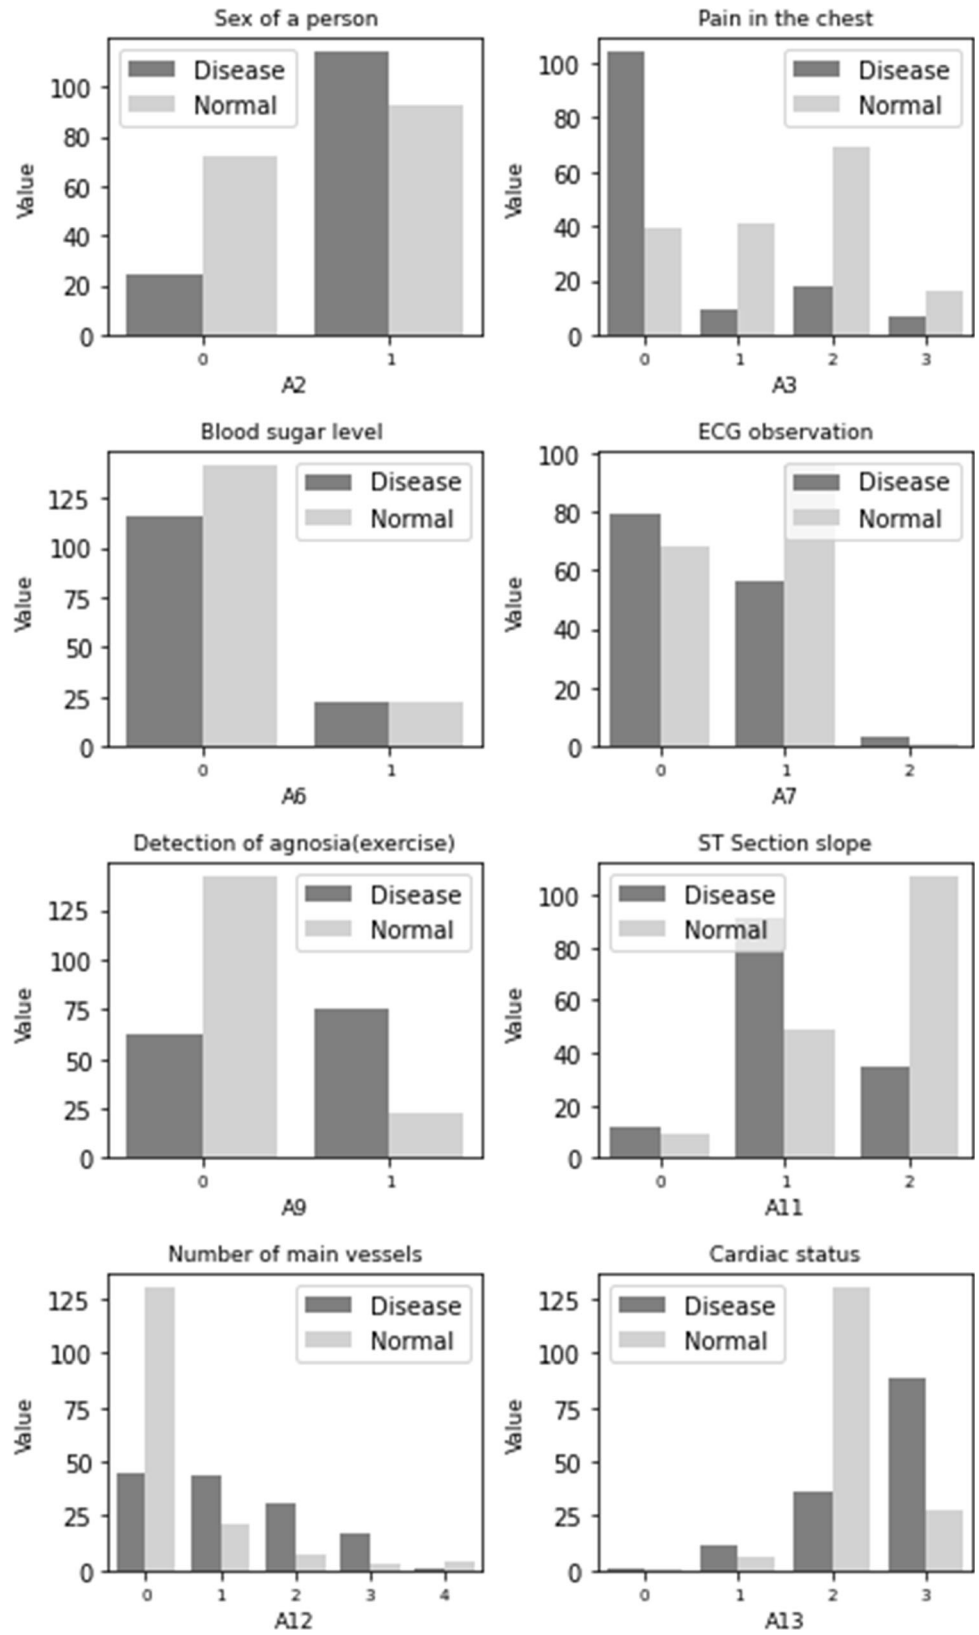 Sex of a person
Disease
Normal
Value
100
80
60
40
20
0
0 1
A2
Pain in the chest
Disease
Normal
Value
100
80
60
40
20
0
0 1 2 3
A3
Blood sugar level
Disease
Normal
Value
125
100
75
50
25
0
0 1
A6
ECG observation
Disease
Normal
Value
100
80
60
40
20
0
0 1 2
A7
Detection of agnosia(exercise)
Disease
Normal
Value
125
100
75
50
25
0
0 1
A9
ST Section slope
Disease
Normal
Value
100
80
60
40
20
0
0 1 2
A11
Number of main vessels
Disease
Normal
Value
125
100
75
50
25
0
0 1 2 3 4
A12
Cardiac status
Disease
Normal
Value
125
100
75
50
25
0
0 1 2 3
A13